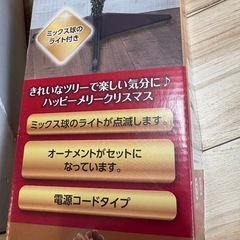 ミックス球の
ライト付き
きれいなツリーで楽しい気分に♪
ハッピーメリークリスマス
ミックス球のライトが点滅します。
オーナメントがセットに
なっています。
電源コードタイプ